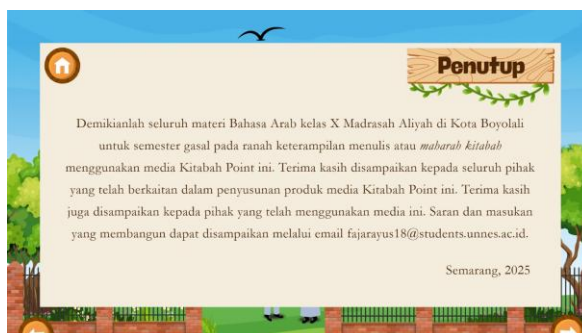 Penutup
Demikianlah seluruh materi Bahasa Arab kelas X Madrasah Aliyah di Kota Boyolali
untuk semester gasal pada ranah keterampilan menulis atau maharah kitabah
menggunakan media Kitabah Point ini. Terima kasih disampaikan kepada seluruh pihak
yang telah berkaitan dalam penyusunan produk media Kitabah Point ini. Terima kasih
juga disampaikan kepada pihak yang telah menggunakan media ini. Saran dan masukan
yang membangun dapat disampaikan melalui email fajarayus18@students.unnes.ac.id.
Semarang, 2025